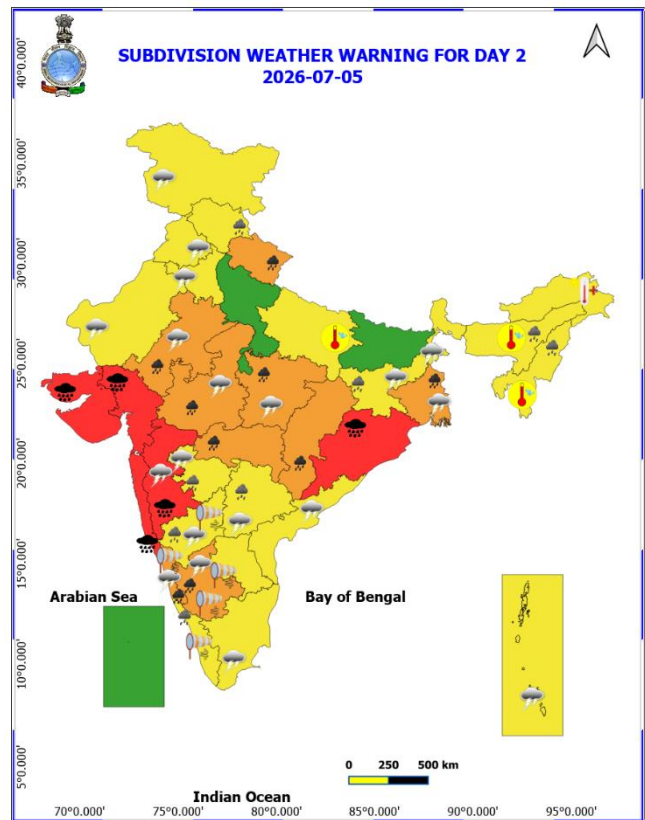 SUBDIVISION WEATHER WARNING FOR DAY 2
2026-07-05
40°0.000'
35°0.000'
30°0.000'
25°0.000'
20°0.000'
15°0.000'
10°0.000'
5°0.000'
Arabian Sea
Bay of Bengal
0 250 500 km
Indian Ocean
70°0.000' 75°0.000' 80°0.000' 85°0.000' 90°0.000' 95°0.000'